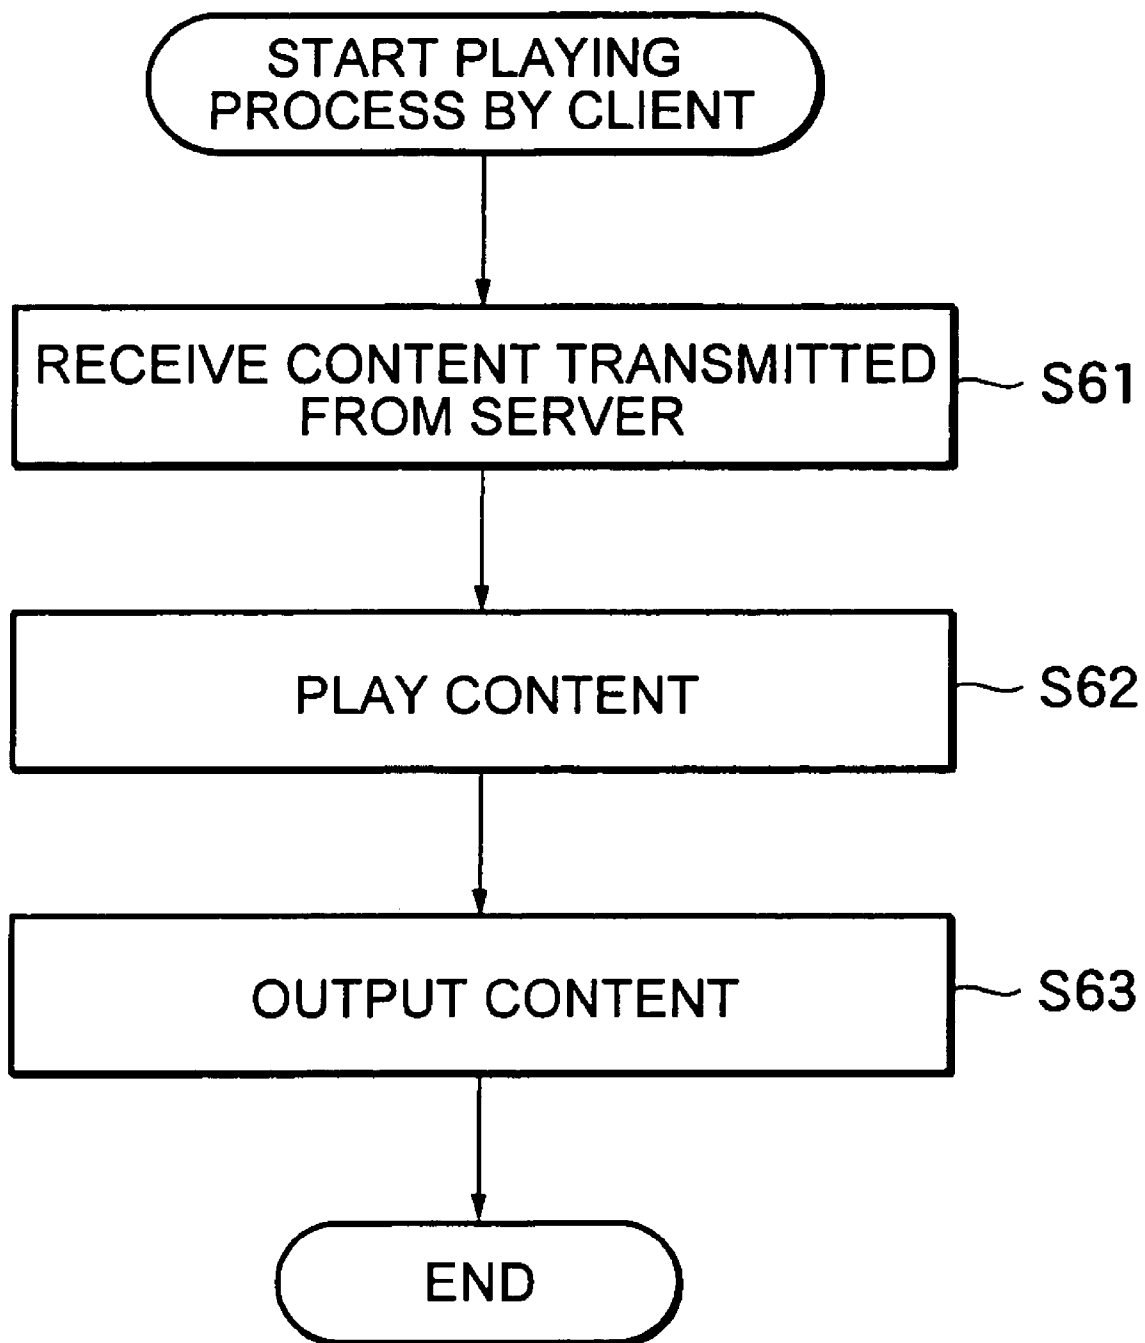 START PLAYING
PROCESS BY CLIENT
RECEIVE CONTENT TRANSMITTED
FROM SERVER
S61
PLAY CONTENT
S62
OUTPUT CONTENT
S63
END